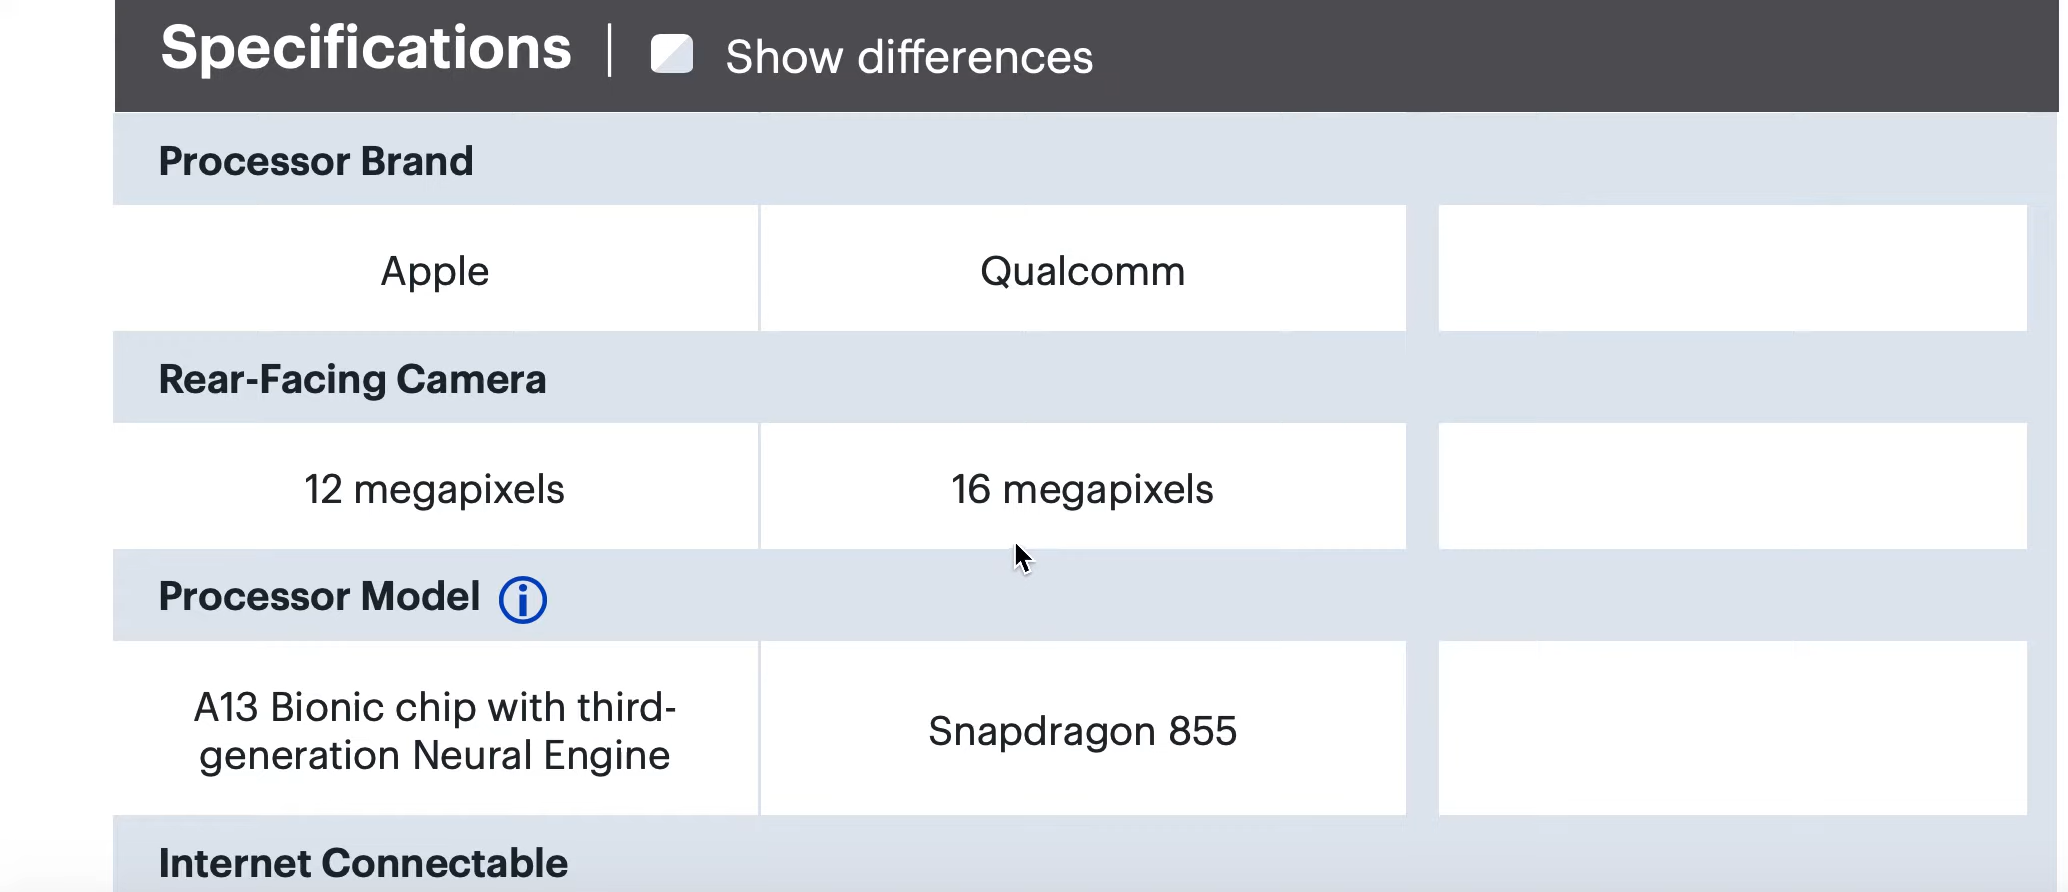 Specifications | Show differences
Processor Brand
Apple
Qualcomm
Rear-Facing Camera
12 megapixels
16 megapixels
Processor Model
A13 Bionic chip with third-
generation Neural Engine
Snapdragon 855
Internet Connectable